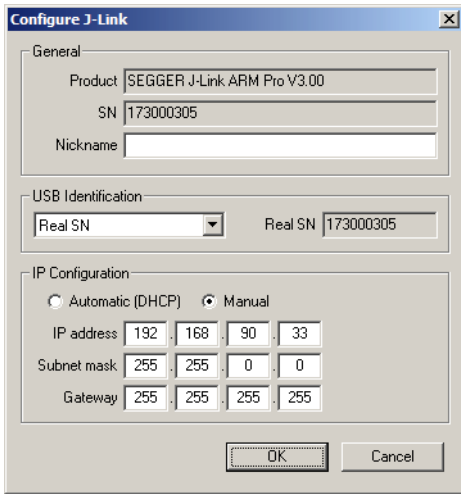 Configure J-Link
General
Product SEGGER J-Link ARM Pro V3.00
SN 173000305
Nickname
USB Identification
Real SN Real SN 173000305
IP Configuration
Automatic (DHCP) Manual
IP address 192 . 168 . 90 . 33
Subnet mask 255 . 255 . 0 . 0
Gateway 255 . 255 . 255 . 255
OK Cancel